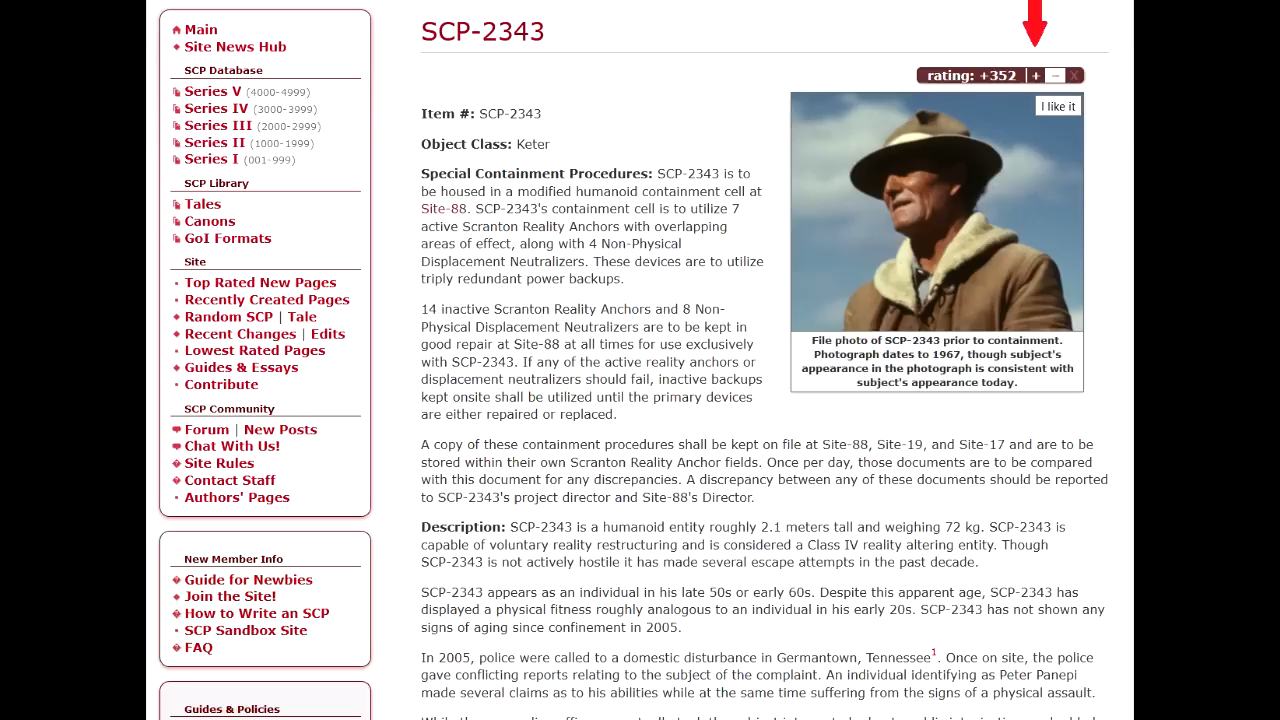 Main
Site News Hub
SCP Database
Series V (4000-4999)
Series IV (3000-3999)
Series III (2000-2999)
Series II (1000-1999)
Series I (001-999)
SCP Library
Tales
Canons
GoI Formats
Site
Top Rated New Pages
Recently Created Pages
Random SCP | Tale
Recent Changes | Edits
Lowest Rated Pages
Guides & Essays
Contribute
SCP Community
Forum | New Posts
Chat With Us!
Site Rules
Contact Staff
Authors' Pages
New Member Info
Guide for Newbies
Join the Site!
How to Write an SCP
SCP Sandbox Site
FAQ
Guides & Policies
SCP-2343
rating: +352 + – X
I like it
Item #: SCP-2343
Object Class: Keter
Special Containment Procedures: SCP-2343 is to
be housed in a modified humanoid containment cell at
Site-88. SCP-2343's containment cell is to utilize 7
active Scranton Reality Anchors with overlapping
areas of effect, along with 4 Non-Physical
Displacement Neutralizers. These devices are to utilize
triply redundant power backups.
14 inactive Scranton Reality Anchors and 8 Non-
Physical Displacement Neutralizers are to be kept in
good repair at Site-88 at all times for use exclusively
with SCP-2343. If any of the active reality anchors or
displacement neutralizers should fail, inactive backups
kept onsite shall be utilized until the primary devices
are either repaired or replaced.
File photo of SCP-2343 prior to containment.
Photograph dates to 1967, though subject's
appearance in the photograph is consistent with
subject's appearance today.
A copy of these containment procedures shall be kept on file at Site-88, Site-19, and Site-17 and are to be
stored within their own Scranton Reality Anchor fields. Once per day, those documents are to be compared
with this document for any discrepancies. A discrepancy between any of these documents should be reported
to SCP-2343's project director and Site-88's Director.
Description: SCP-2343 is a humanoid entity roughly 2.1 meters tall and weighing 72 kg. SCP-2343 is
capable of voluntary reality restructuring and is considered a Class IV reality altering entity. Though
SCP-2343 is not actively hostile it has made several escape attempts in the past decade.
SCP-2343 appears as an individual in his late 50s or early 60s. Despite this apparent age, SCP-2343 has
displayed a physical fitness roughly analogous to an individual in his early 20s. SCP-2343 has not shown any
signs of aging since confinement in 2005.
In 2005, police were called to a domestic disturbance in Germantown, Tennessee1. Once on site, the police
gave conflicting reports relating to the subject of the complaint. An individual identifying as Peter Panepi
made several claims as to his abilities while at the same time suffering from the signs of a physical assault.